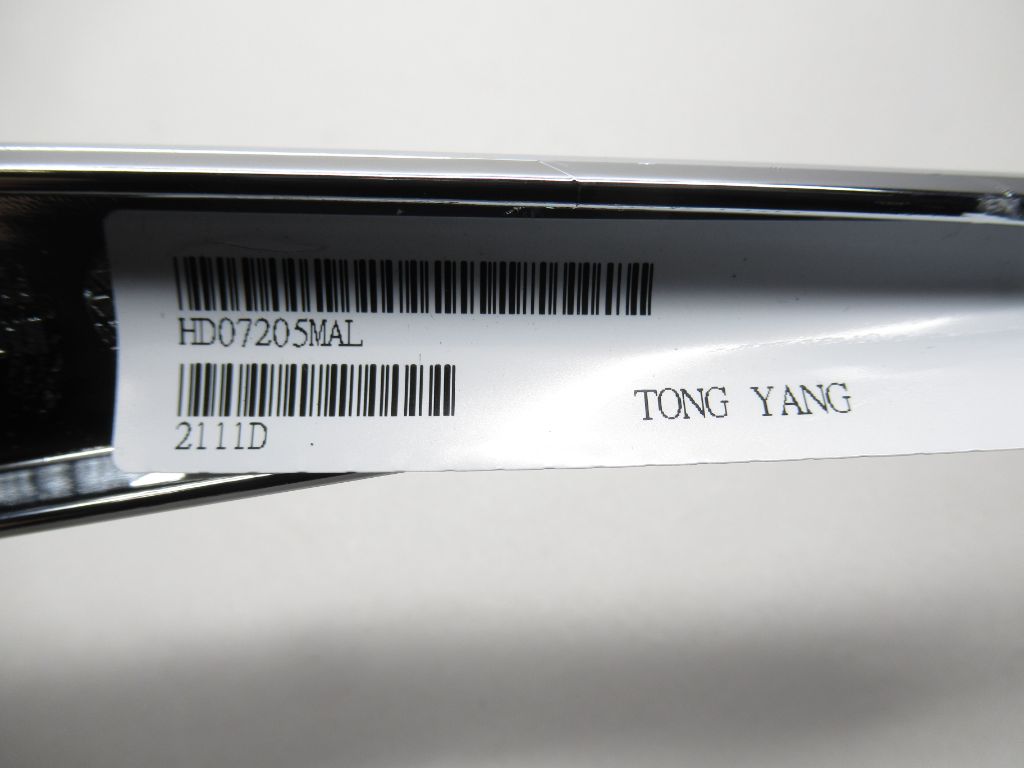 HD07205MAL
2111D
TONG YANG